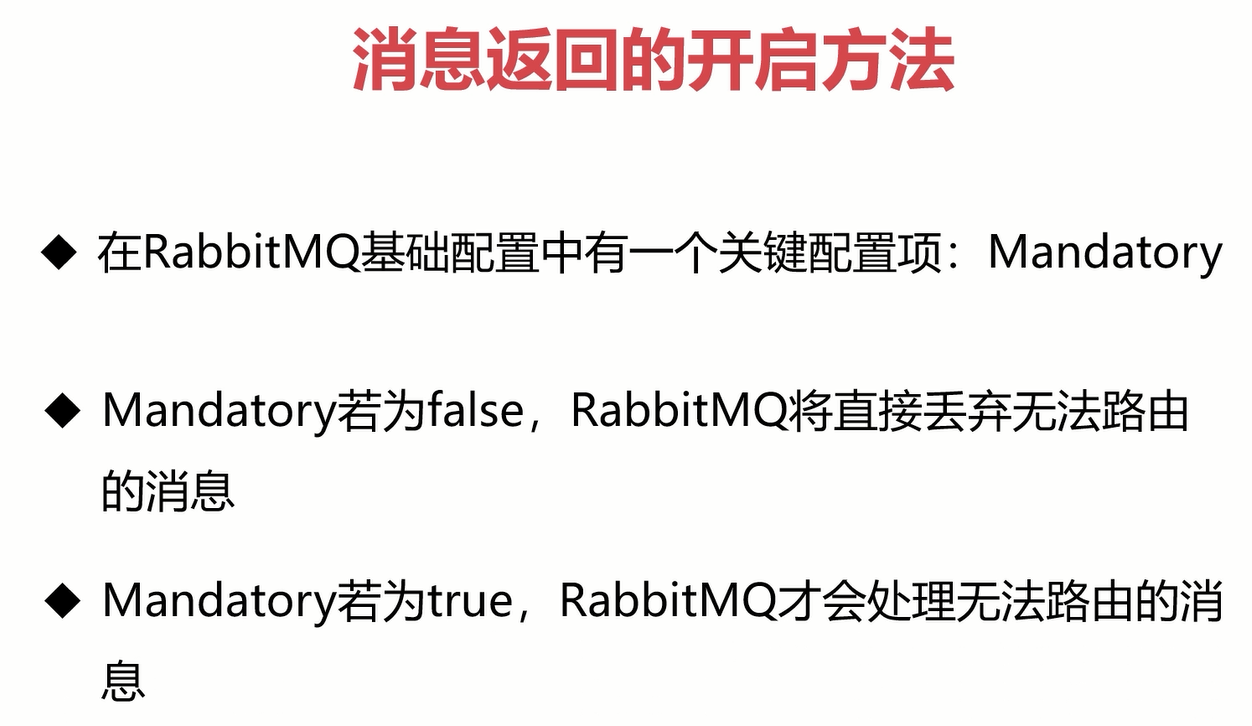 消息返回的开启方法
◆ 在RabbitMQ基础配置中有一个关键配置项：Mandatory
◆ Mandatory若为false，RabbitMQ将直接丢弃无法路由
的消息
◆ Mandatory若为true，RabbitMQ才会处理无法路由的消
息